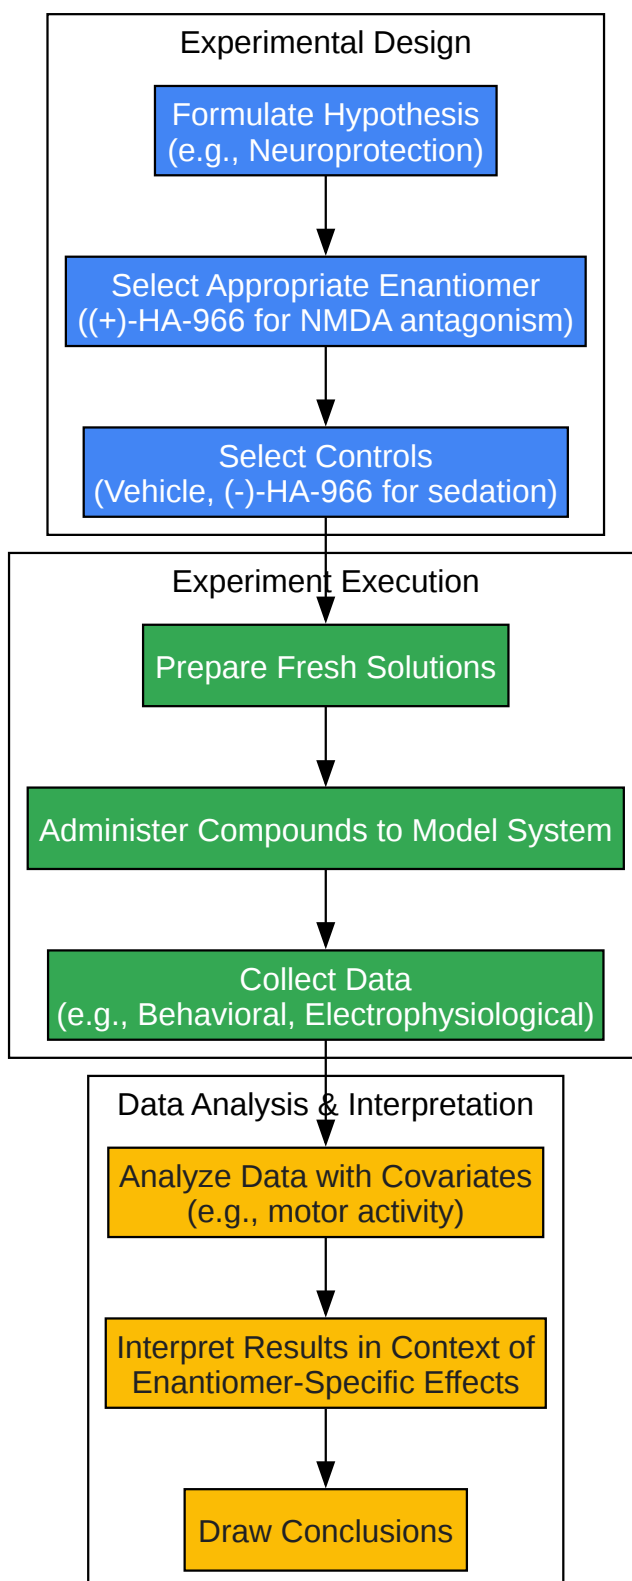 Experimental Design
Formulate Hypothesis
(e.g., Neuroprotection)
Select Appropriate Enantiomer
((+)-HA-966 for NMDA antagonism)
Select Controls
(Vehicle, (-)-HA-966 for sedation)
Experiment Execution
Prepare Fresh Solutions
Administer Compounds to Model System
Collect Data
(e.g., Behavioral, Electrophysiological)
Data Analysis & Interpretation
Analyze Data with Covariates
(e.g., motor activity)
Interpret Results in Context of
Enantiomer-Specific Effects
Draw Conclusions